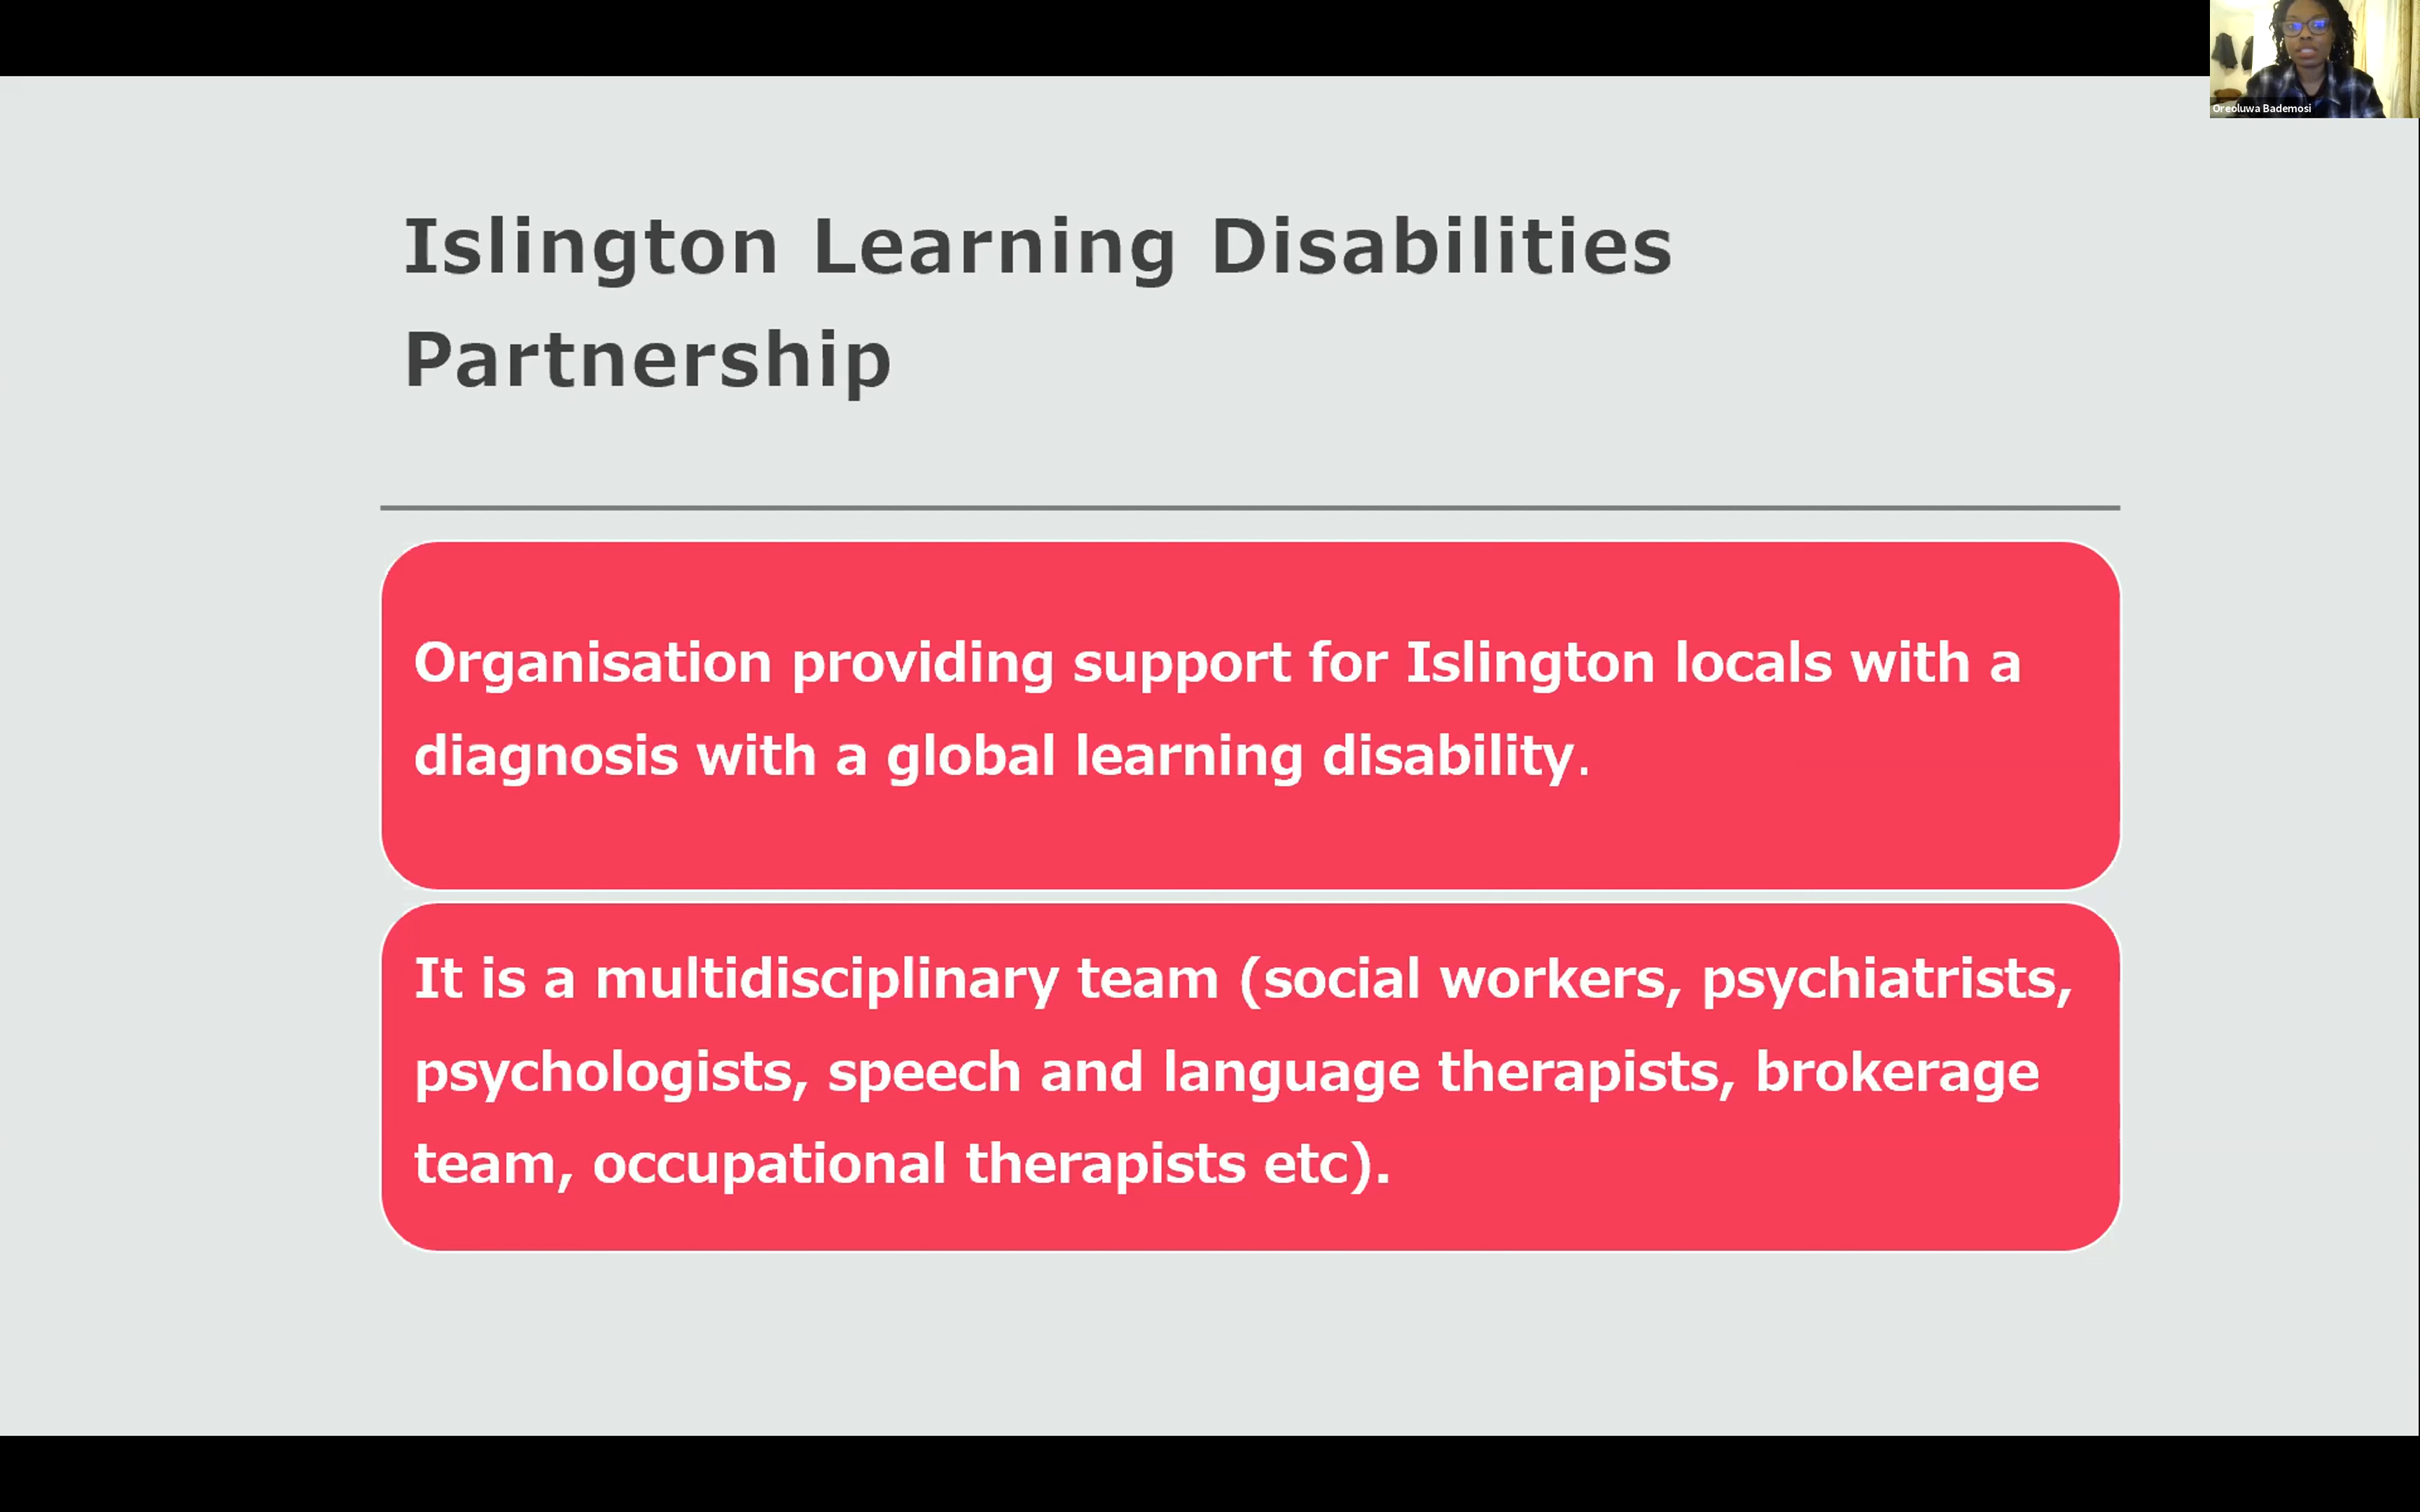 Oreoluwa Bademosi
Islington Learning Disabilities
Partnership
Organisation providing support for Islington locals with a
diagnosis with a global learning disability.
It is a multidisciplinary team (social workers, psychiatrists,
psychologists, speech and language therapists, brokerage
team, occupational therapists etc).